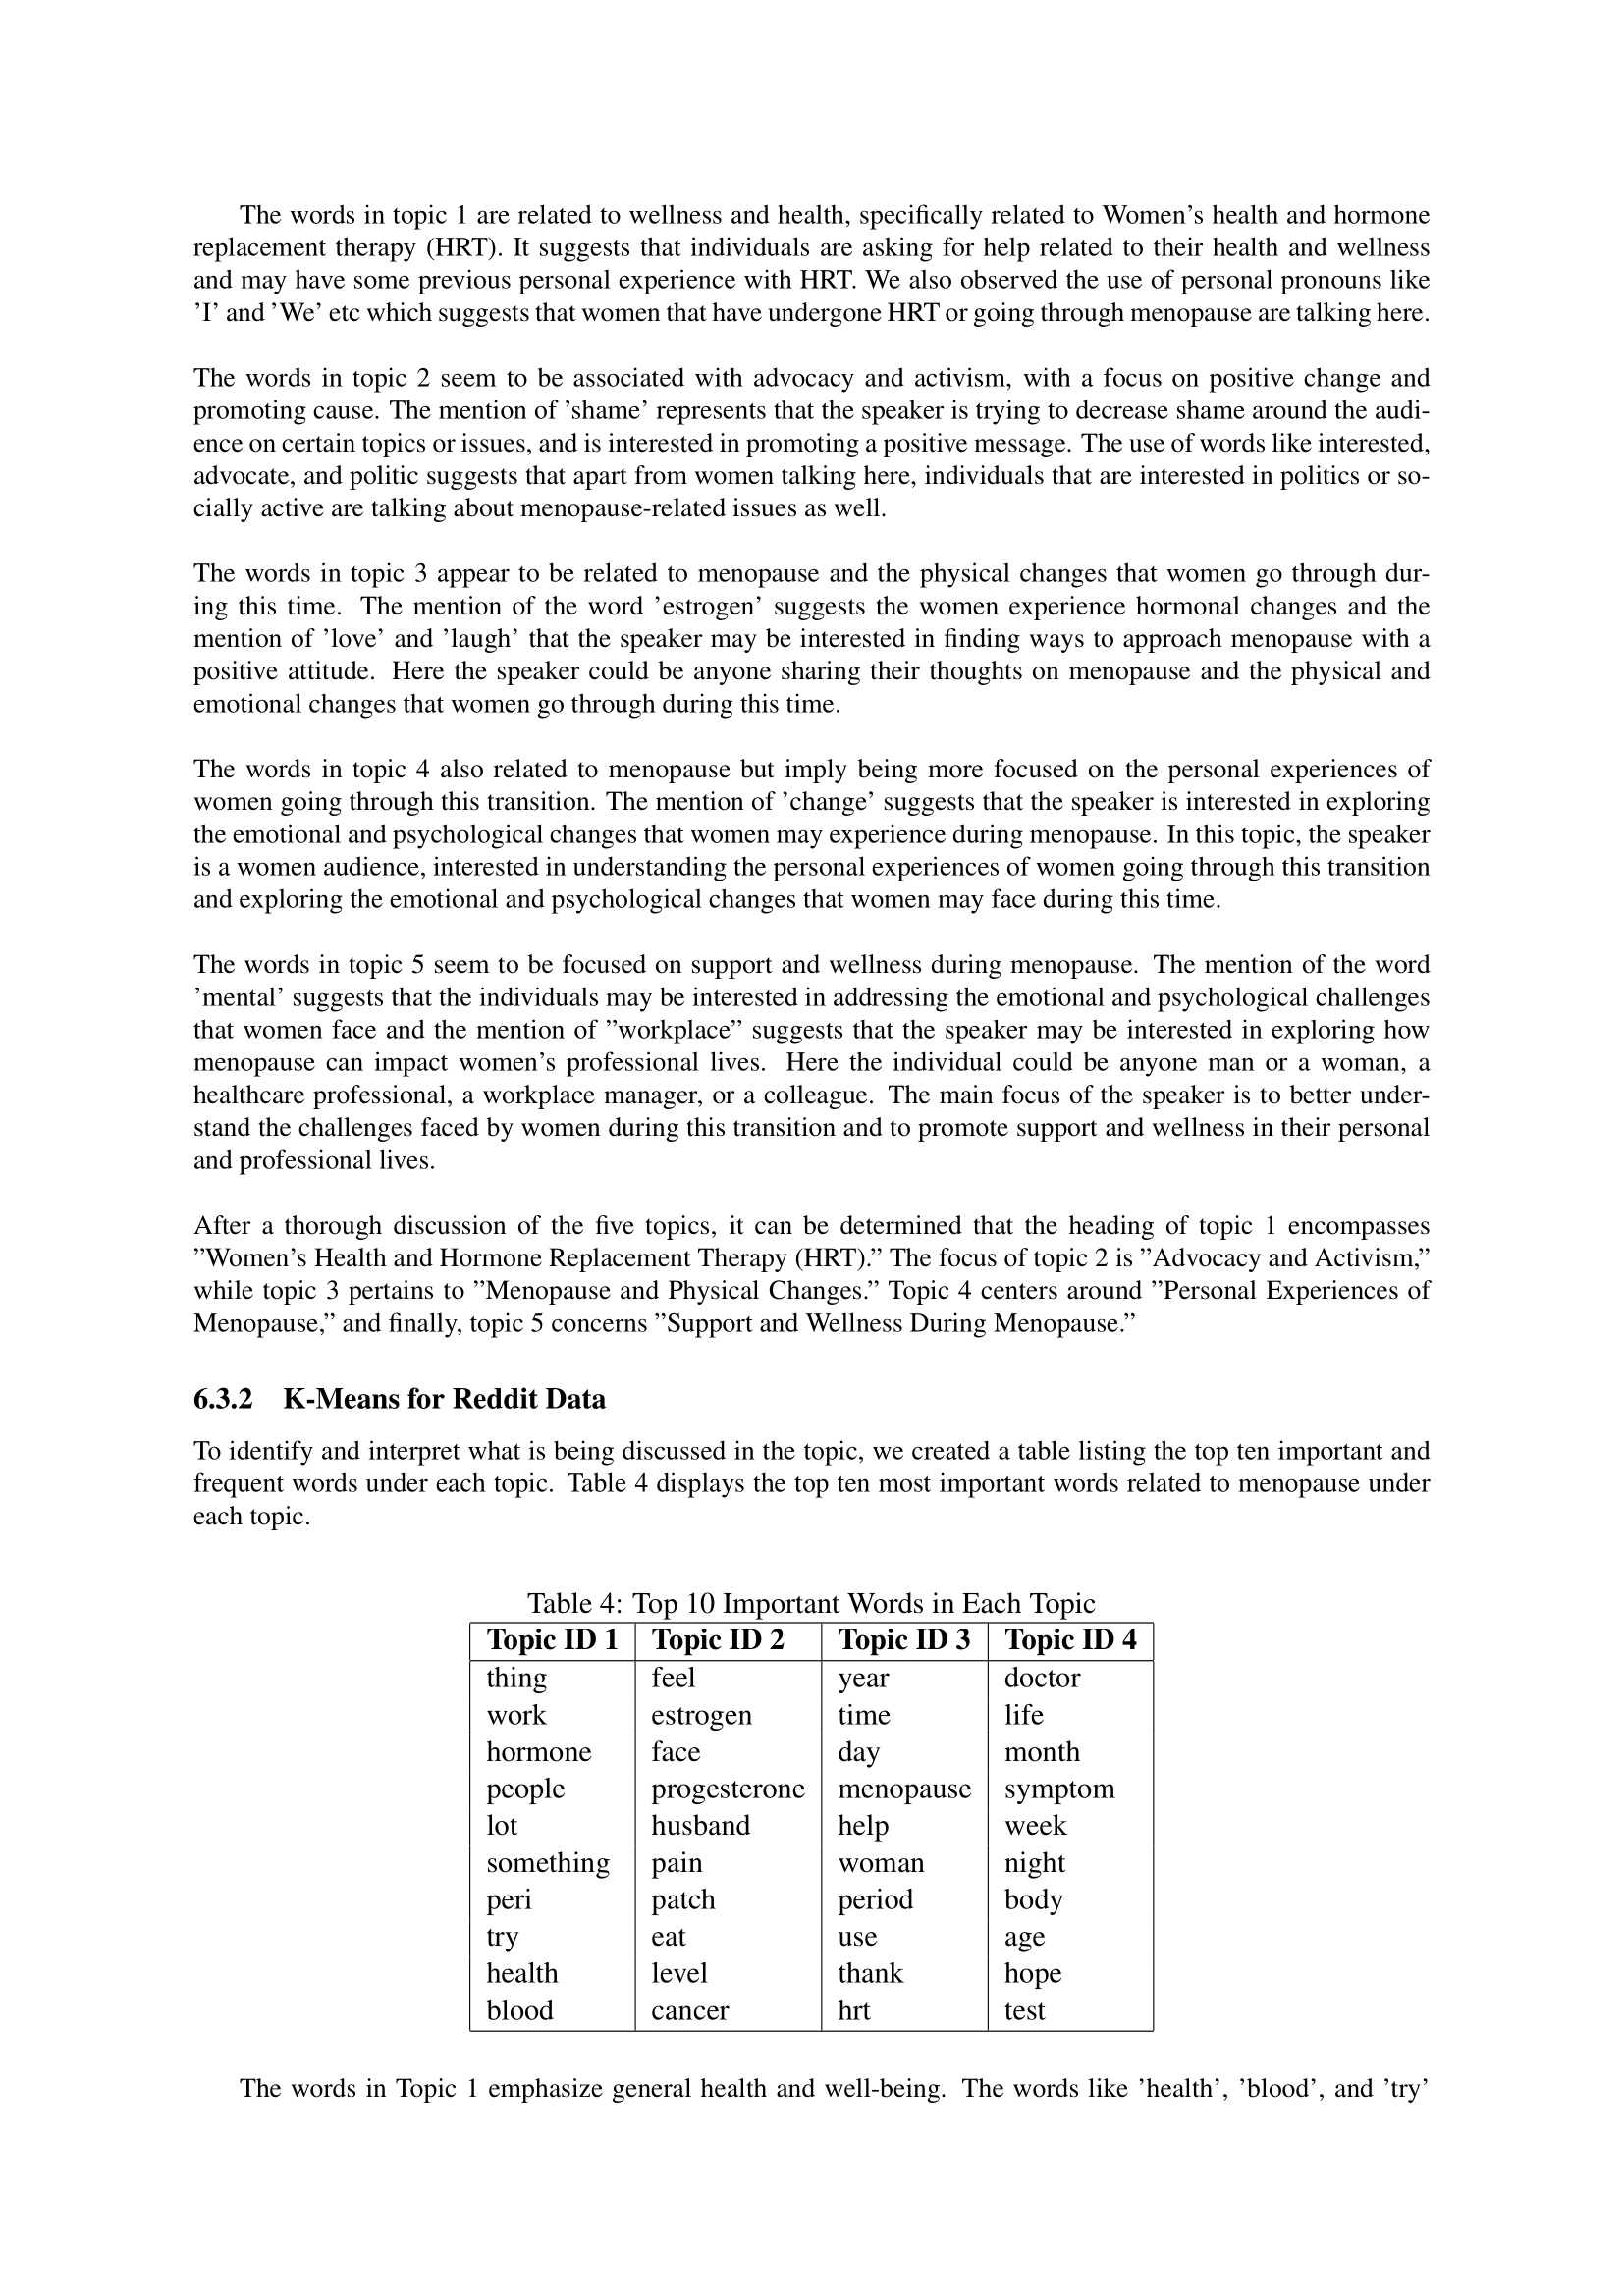 The words in topic 1 are related to wellness and health, specifically related to Women's health and hormone
replacement therapy (HRT). It suggests that individuals are asking for help related to their health and wellness
and may have some previous personal experience with HRT. We also observed the use of personal pronouns like
’I’ and ’We’ etc which suggests that women that have undergone HRT or going through menopause are talking here.
The words in topic 2 seem to be associated with advocacy and activism, with a focus on positive change and
promoting cause. The mention of ’shame’ represents that the speaker is trying to decrease shame around the audi-
ence on certain topics or issues, and is interested in promoting a positive message. The use of words like interested,
advocate, and politic suggests that apart from women talking here, individuals that are interested in politics or so-
cially active are talking about menopause-related issues as well.
The words in topic 3 appear to be related to menopause and the physical changes that women go through dur-
ing this time. The mention of the word ’estrogen’ suggests the women experience hormonal changes and the
mention of ’love’ and ’laugh’ that the speaker may be interested in finding ways to approach menopause with a
positive attitude. Here the speaker could be anyone sharing their thoughts on menopause and the physical and
emotional changes that women go through during this time.
The words in topic 4 also related to menopause but imply being more focused on the personal experiences of
women going through this transition. The mention of ’change’ suggests that the speaker is interested in exploring
the emotional and psychological changes that women may experience during menopause. In this topic, the speaker
is a women audience, interested in understanding the personal experiences of women going through this transition
and exploring the emotional and psychological changes that women may face during this time.
The words in topic 5 seem to be focused on support and wellness during menopause. The mention of the word
’mental’ suggests that the individuals may be interested in addressing the emotional and psychological challenges
that women face and the mention of ”workplace” suggests that the speaker may be interested in exploring how
menopause can impact women’s professional lives. Here the individual could be anyone man or a woman, a
healthcare professional, a workplace manager, or a colleague. The main focus of the speaker is to better under-
stand the challenges faced by women during this transition and to promote support and wellness in their personal
and professional lives.
After a thorough discussion of the five topics, it can be determined that the heading of topic 1 encompasses
”Women’s Health and Hormone Replacement Therapy (HRT).” The focus of topic 2 is ”Advocacy and Activism,”
while topic 3 pertains to ”Menopause and Physical Changes.” Topic 4 centers around ”Personal Experiences of
Menopause,” and finally, topic 5 concerns ”Support and Wellness During Menopause.”
6.3.2 K-Means for Reddit Data
To identify and interpret what is being discussed in the topic, we created a table listing the top ten important and
frequent words under each topic. Table 4 displays the top ten most important words related to menopause under
each topic.
Table 4: Top 10 Important Words in Each Topic
Topic ID 1 Topic ID 2 Topic ID 3 Topic ID 4
thing feel year doctor
work estrogen time life
hormone face day month
people progesterone menopause symptom
lot husband help week
something pain woman night
peri patch period body
try eat use age
health level thank hope
blood cancer hrt test
The words in Topic 1 emphasize general health and well-being. The words like ’health’, ’blood’, and ’try’